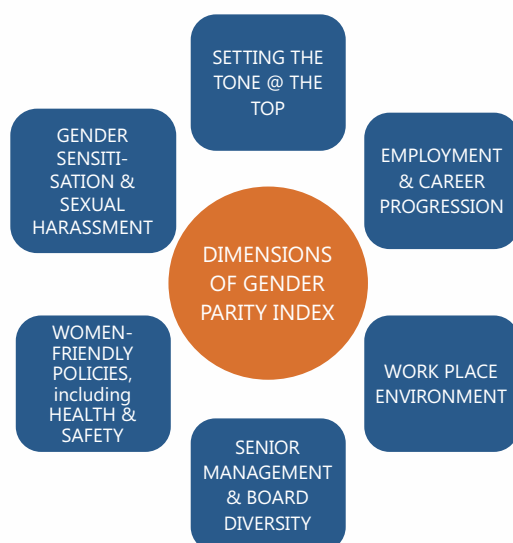 SETTING THE
TONE @ THE
TOP
EMPLOYMENT
& CAREER
PROGRESSION
WORK PLACE
ENVIRONMENT
SENIOR
MANAGEMENT
& BOARD
DIVERSITY
WOMEN-
FRIENDLY
POLICIES,
including
HEALTH &
SAFETY
GENDER
SENSITI-
SATION &
SEXUAL
HARASSMENT
DIMENSIONS
OF GENDER
PARITY INDEX